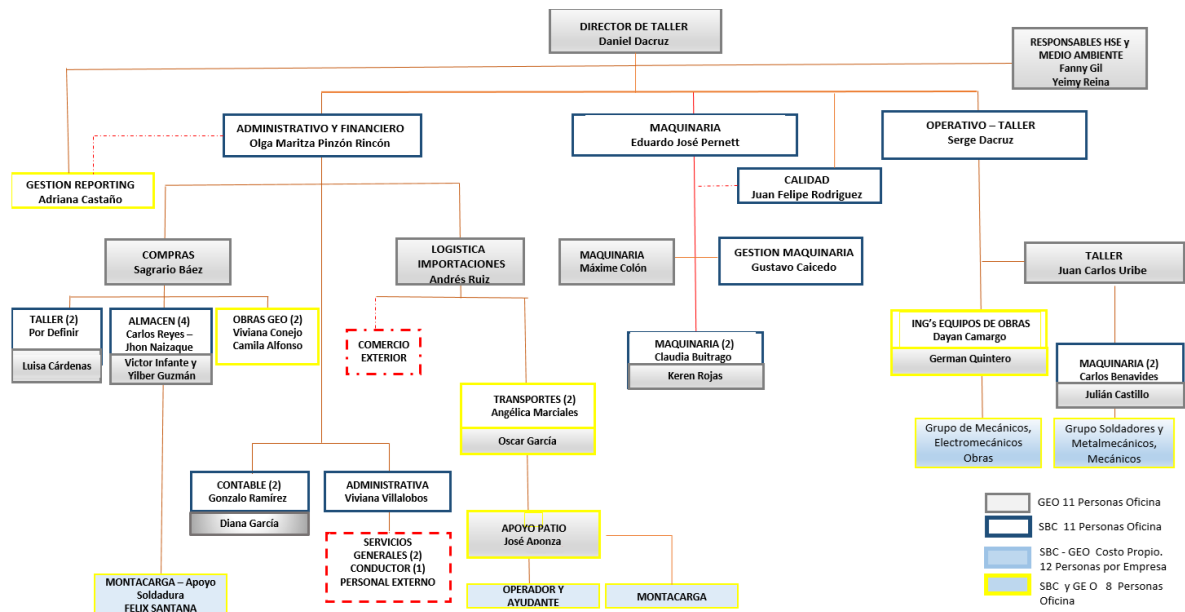 DIRECTOR DE TALLER
Daniel Dacruz
RESPONSABLES HSE y
MEDIO AMBIENTE
Fanny Gil
Yeimy Reina
ADMINISTRATIVO Y FINANCIERO
Olga Maritza Pinzón Rincón
MAQUINARIA
Eduardo José Pernett
OPERATIVO – TALLER
Serge Dacruz
GESTION REPORTING
Adriana Castaño
CALIDAD
Juan Felipe Rodriguez
COMPRAS
Sagrario Báez
LOGISTICA
IMPORTACIONES
Andrés Ruiz
MAQUINARIA
Máxime Colón
GESTION MAQUINARIA
Gustavo Caicedo
TALLER
Juan Carlos Uribe
TALLER (2)
Por Definir
Luisa Cárdenas
ALMACEN (4)
Carlos Reyes –
Jhon Naizaque
Victor Infante y
Yilber Guzmán
OBRAS GEO (2)
Viviana Conejo
Camila Alfonso
COMERCIO
EXTERIOR
MAQUINARIA (2)
Claudia Buitrago
Keren Rojas
ING's EQUIPOS DE OBRAS
Dayan Camargo
German Quintero
MAQUINARIA (2)
Carlos Benavides
Julián Castillo
TRANSPORTES (2)
Angélica Marciales
Oscar García
Grupo de Mecánicos,
Electromecánicos
Obras
Grupo Soldadores y
Metalmecánicos,
Mecánicos
CONTABLE (2)
Gonzalo Ramírez
Diana García
ADMINISTRATIVA
Viviana Villalobos
SERVICIOS
GENERALES (2)
CONDUCTOR (1)
PERSONAL EXTERNO
APOYO PATIO
José Aponza
MONTACARGA – Apoyo
Soldadura
FELIX SANTANA
OPERADOR Y
AYUDANTE
MONTACARGA
GEO 11 Personas Oficina
SBC 11 Personas Oficina
SBC - GEO Costo Propio.
12 Personas por Empresa
SBC y GE O 8 Personas
Oficina